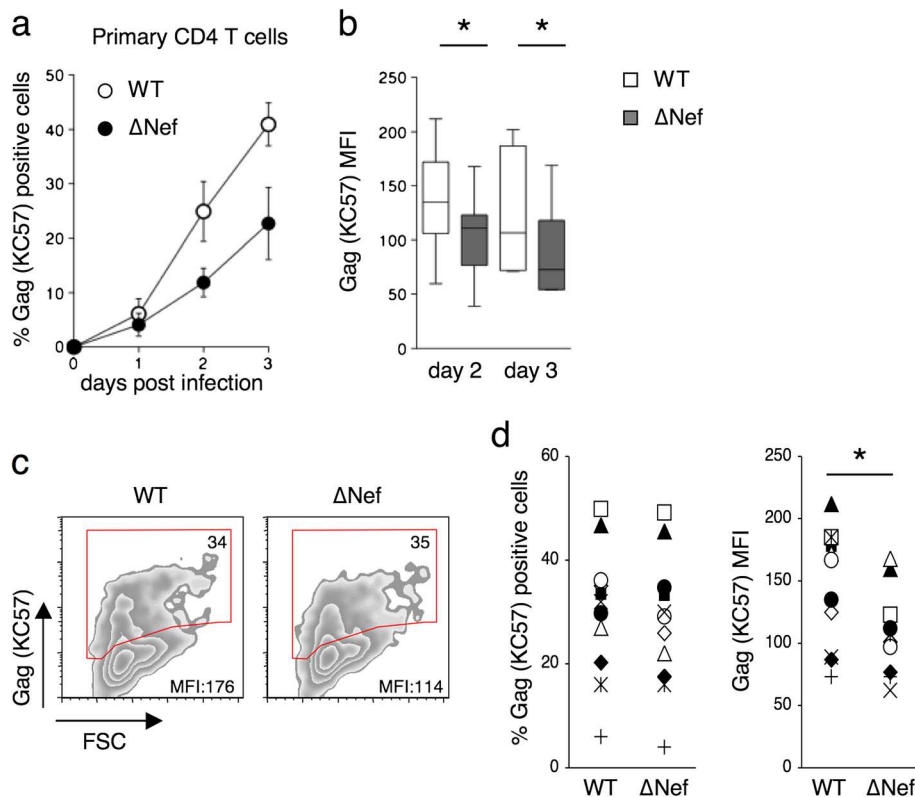 a
Primary CD4 T cells
WT
ΔNef
% Gag (KC57) positive cells
50
40
30
20
10
0
0
1
2
3
days post infection
b
*
*
WT
ΔNef
Gag (KC57) MFI
250
200
150
100
50
0
day 2
day 3
c
WT
ΔNef
34
35
Gag (KC57)
MFI:176
MFI:114
FSC
d
% Gag (KC57) positive cells
60
40
20
0
WT
ΔNef
*
Gag (KC57) MFI
250
200
150
100
50
0
WT
ΔNef